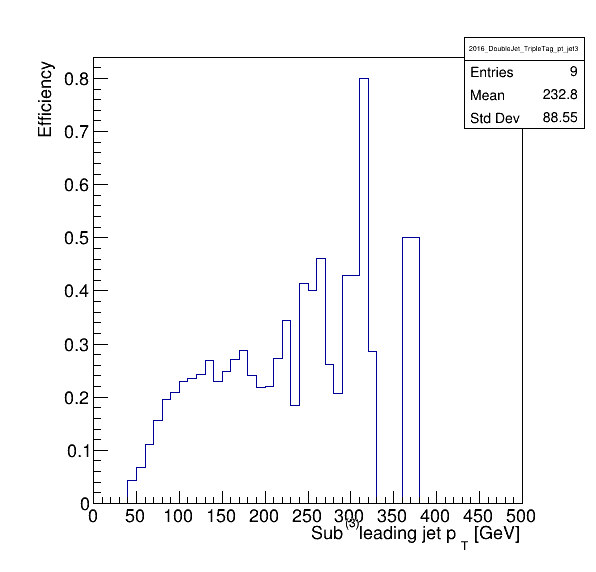 2016_DoubleJet_TripleTag_pt_jet3
Entries 9
Mean 232.8
Std Dev 88.55
Efficiency
0.8
0.7
0.6
0.5
0.4
0.3
0.2
0.1
0
0 50 100 150 200 250 300 350 400 450 500
Sub(3)leading jet p T [GeV]